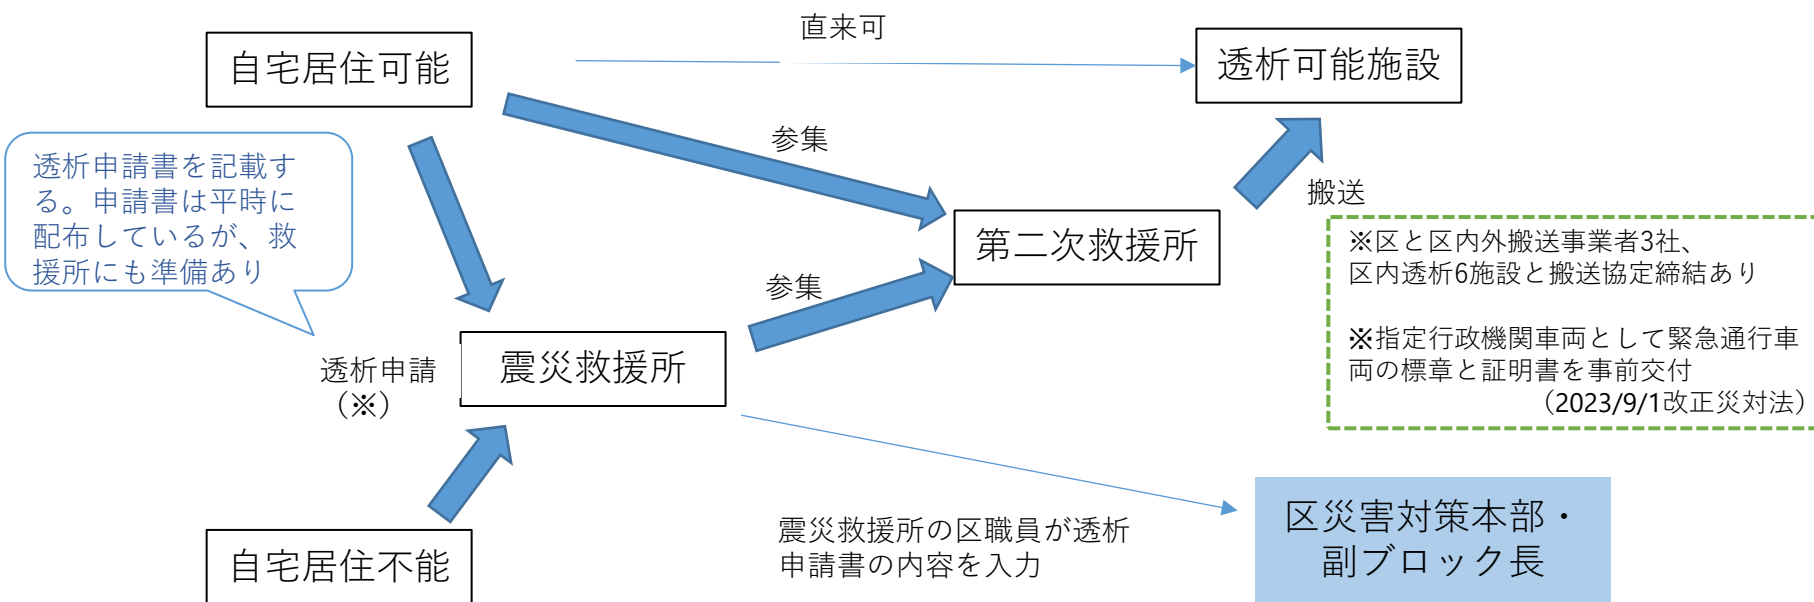 直来可
自宅居住可能
透析可能施設
参集
透析申請書を記載す
る。申請書は平時に
配布しているが、救
援所にも準備あり
搬送
第二次救援所
※区と区内外搬送事業者3社、
区内透析6施設と搬送協定締結あり
※指定行政機関車両として緊急通行車
両の標章と証明書を事前交付
（2023/9/1改正災対法）
参集
透析申請
（※）
震災救援所
区災害対策本部・
副ブロック長
震災救援所の区職員が透析
申請書の内容を入力
自宅居住不能